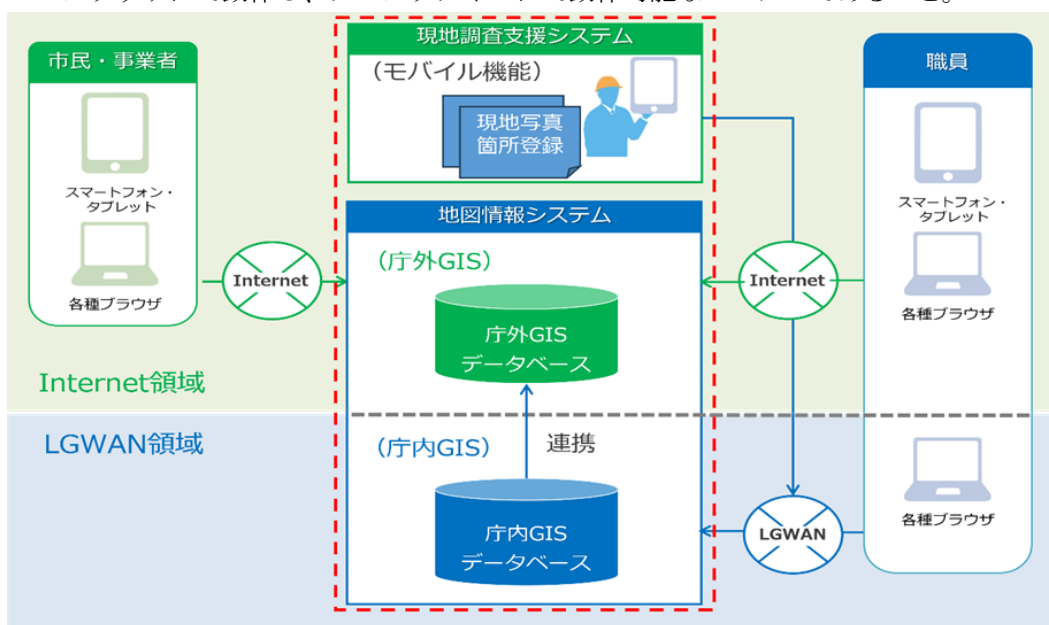 市民・事業者
スマートフォン・
タブレット
各種ブラウザ
Internet
現地調査支援システム
（モバイル機能）
現地写真
箇所登録
地図情報システム
（庁外GIS）
庁外GIS
データベース
Internet領域
LGWAN領域
（庁内GIS）
連携
庁内GIS
データベース
Internet
LGWAN
職員
スマートフォン・
タブレット
各種ブラウザ
各種ブラウザ